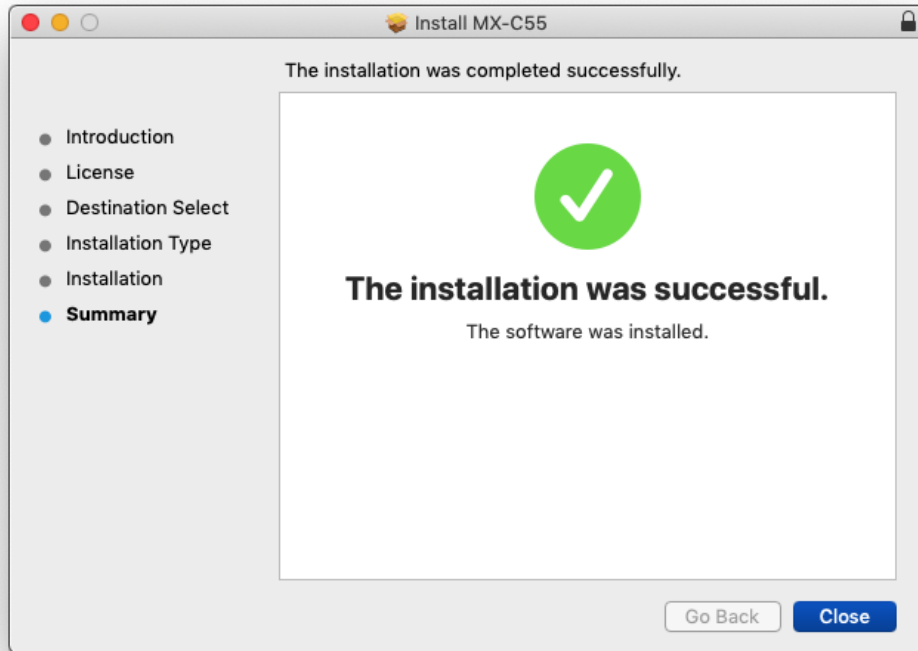 Install MX-C55
The installation was completed successfully.
Introduction
License
Destination Select
Installation Type
Installation
Summary
The installation was successful.
The software was installed.
Go Back
Close